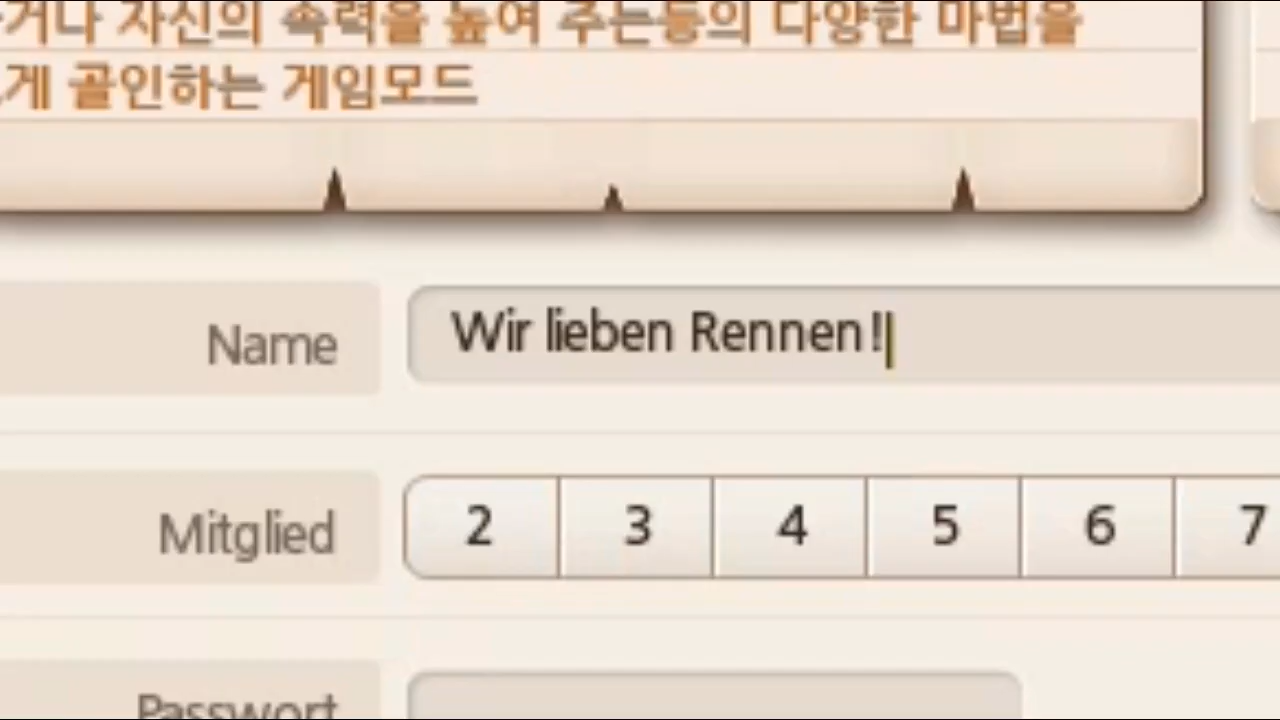 거나 자신의 속력을 높여 주는등의 다양한 마법을
게 골인하는 게임모드
Name
Wir lieben Rennen!
Mitglied
2 3 4 5 6 7
Passwort